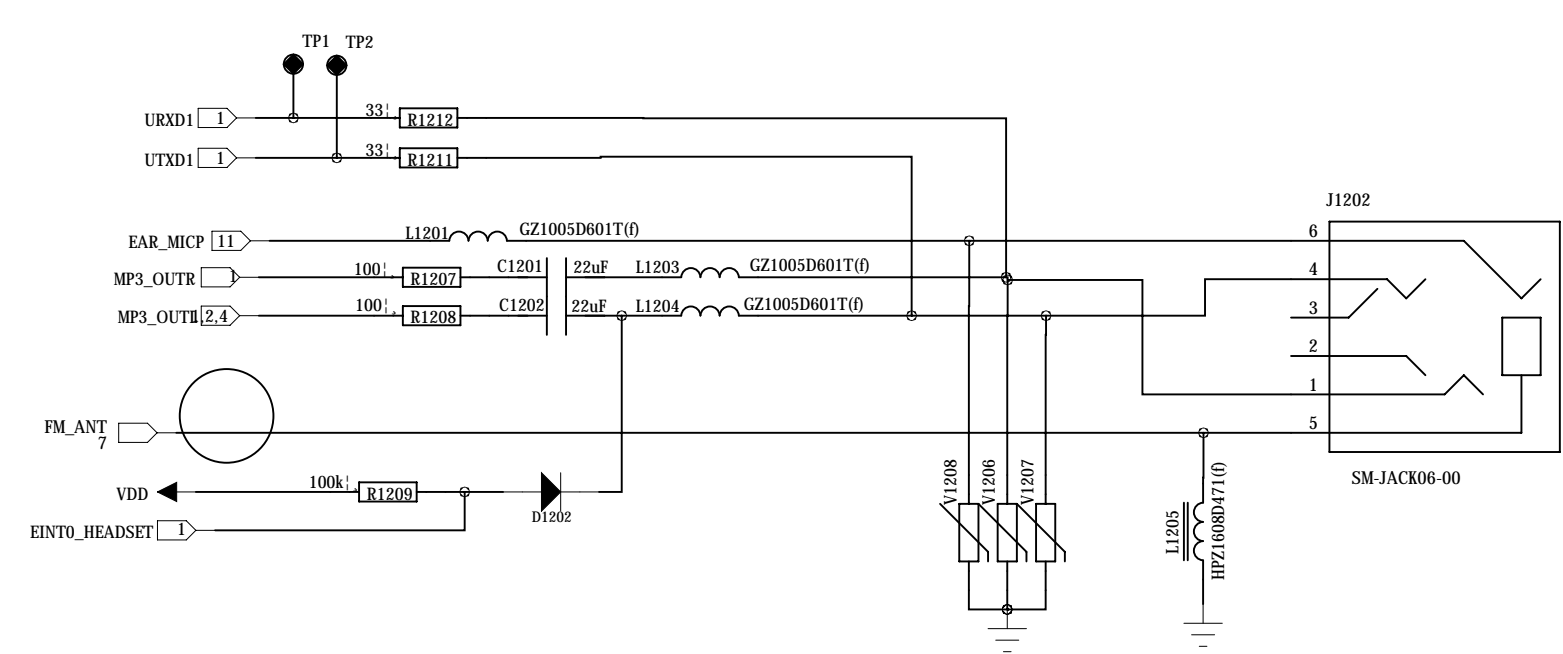 TP1 TP2
URXD1 1 33 R1212
UTXD1 1 33 R1211
J1202
EAR_MICP 11 L1201 GZ1005D601T(f) 6
MP3_OUTR 1 100 R1207 C1201 22uF L1203 GZ1005D601T(f) 4
MP3_OUTL 1,2,4 100 R1208 C1202 22uF L1204 GZ1005D601T(f) 3
2
1
FM_ANT 5
7
SM-JACK06-00
V1208 V1206 V1207
L1205 HPZ1608D471(f)
VDD 100k R1209
D1202
EINT0_HEADSET 1